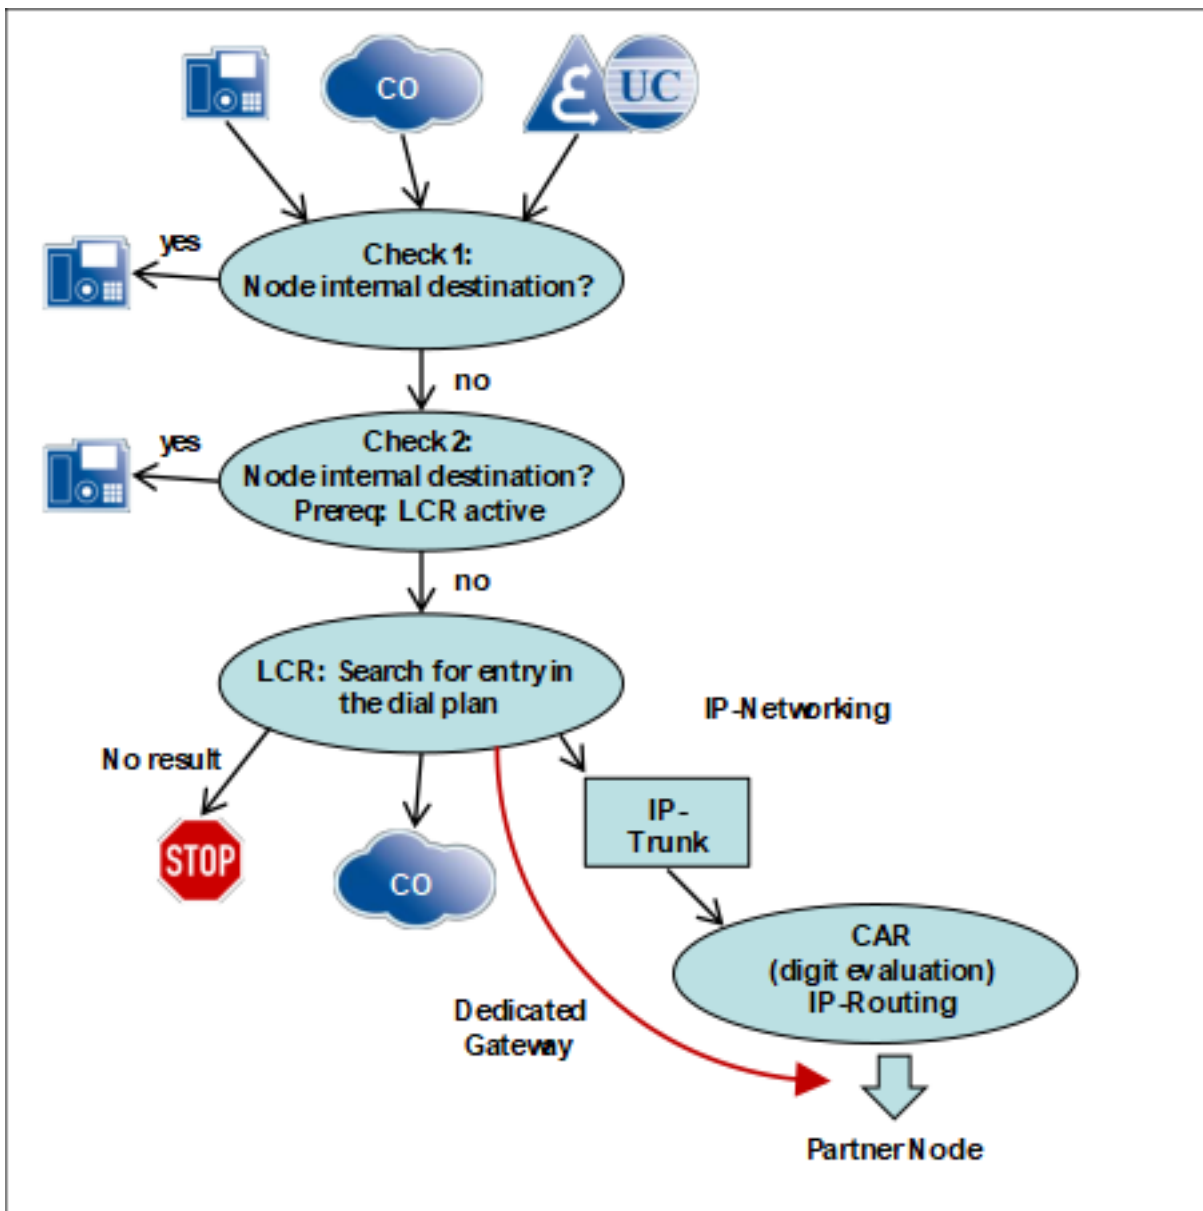 CO
UC
yes
Check 1:
Node internal destination?
no
yes
Check 2:
Node internal destination?
Prereq: LCR active
no
LCR: Search for entry in
the dial plan
IP-Networking
No result
STOP
CO
IP-
Trunk
CAR
(digit evaluation)
IP-Routing
Dedicated
Gateway
Partner Node